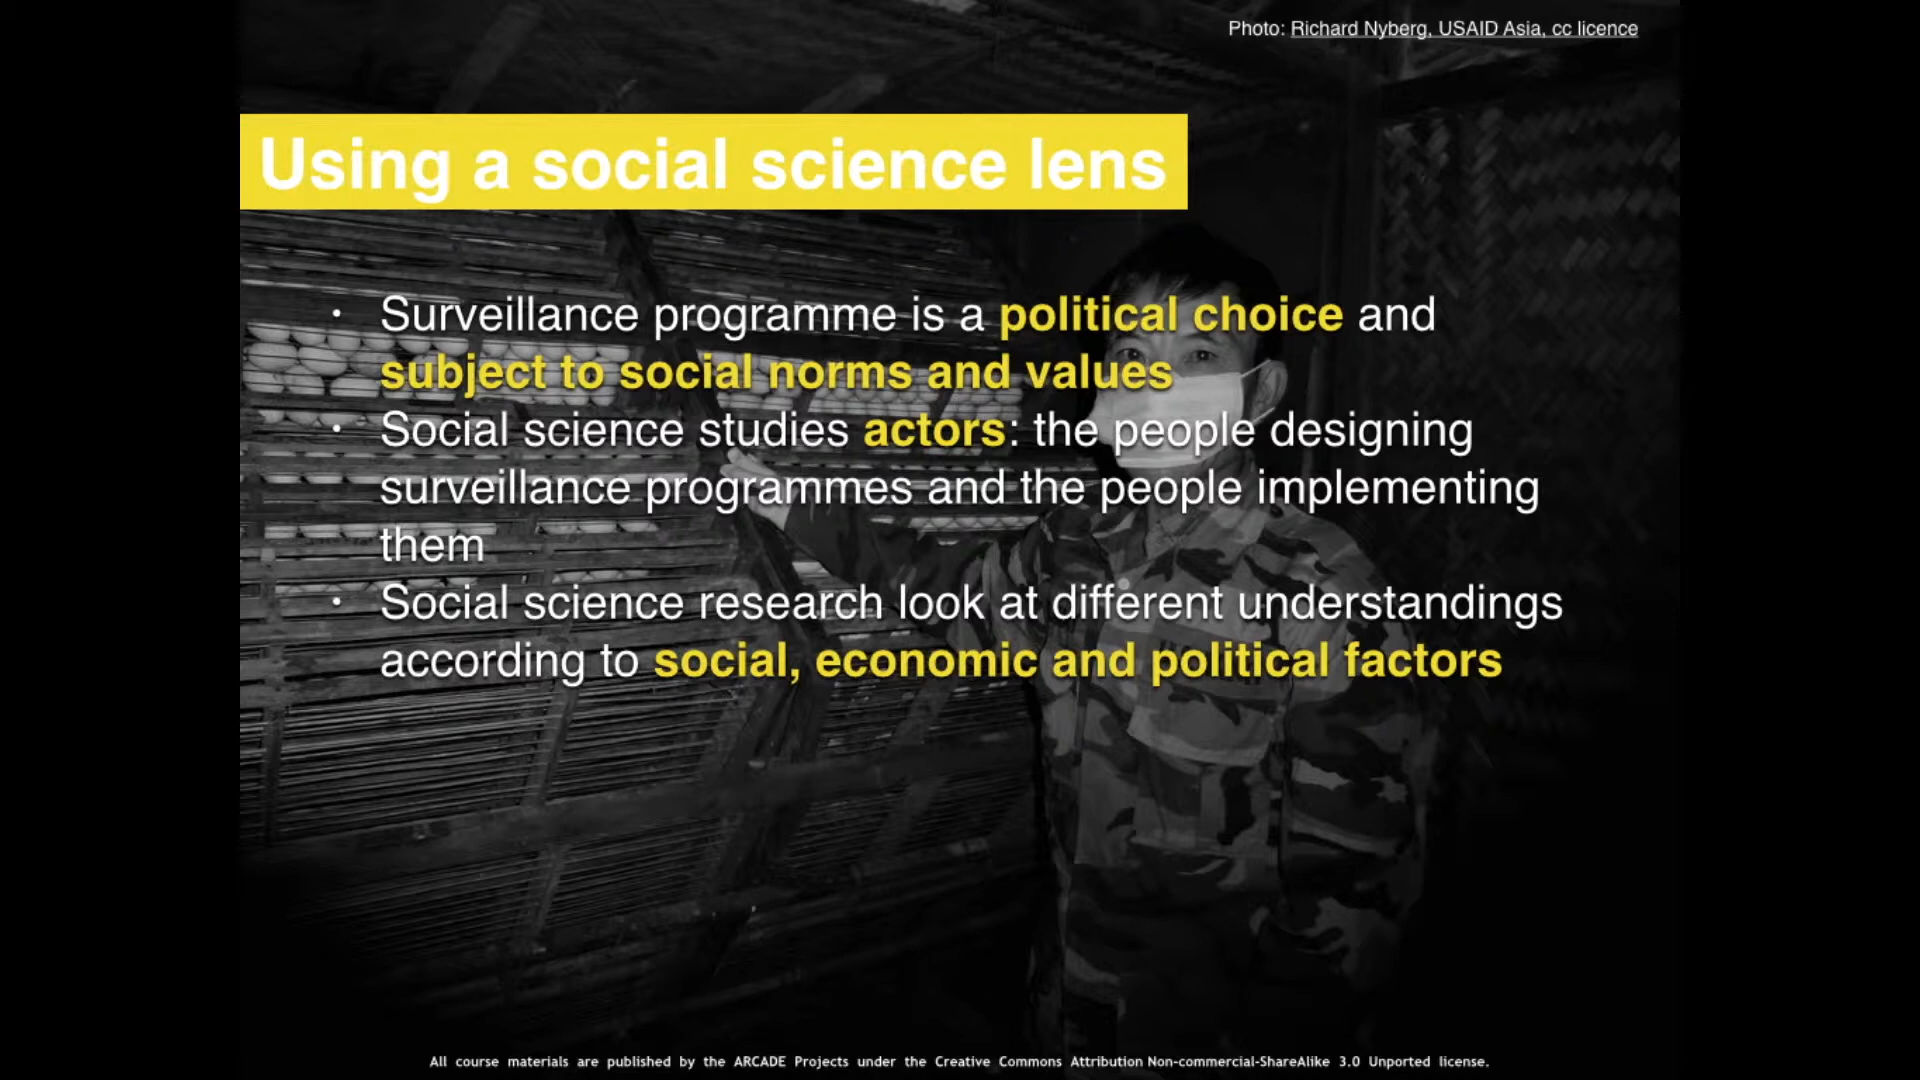 Photo: Richard Nyberg, USAID Asia, cc licence
Using a social science lens
• Surveillance programme is a political choice and
subject to social norms and values
• Social science studies actors: the people designing
surveillance programmes and the people implementing
them
• Social science research look at different understandings
according to social, economic and political factors
All course materials are published by the ARCADE Projects under the Creative Commons Attribution Non-commercial-ShareAlike 3.0 Unported license.